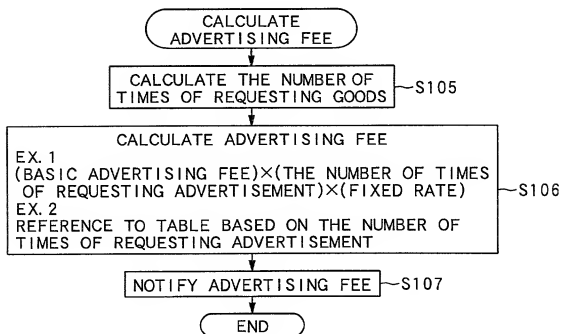 CALCULATE
ADVERTISING FEE
CALCULATE THE NUMBER OF
TIMES OF REQUESTING GOODS
S105
CALCULATE ADVERTISING FEE
EX. 1
(BASIC ADVERTISING FEE)×(THE NUMBER OF TIMES
OF REQUESTING ADVERTISEMENT)×(FIXED RATE)
EX. 2
REFERENCE TO TABLE BASED ON THE NUMBER OF
TIMES OF REQUESTING ADVERTISEMENT
S106
NOTIFY ADVERTISING FEE
S107
END